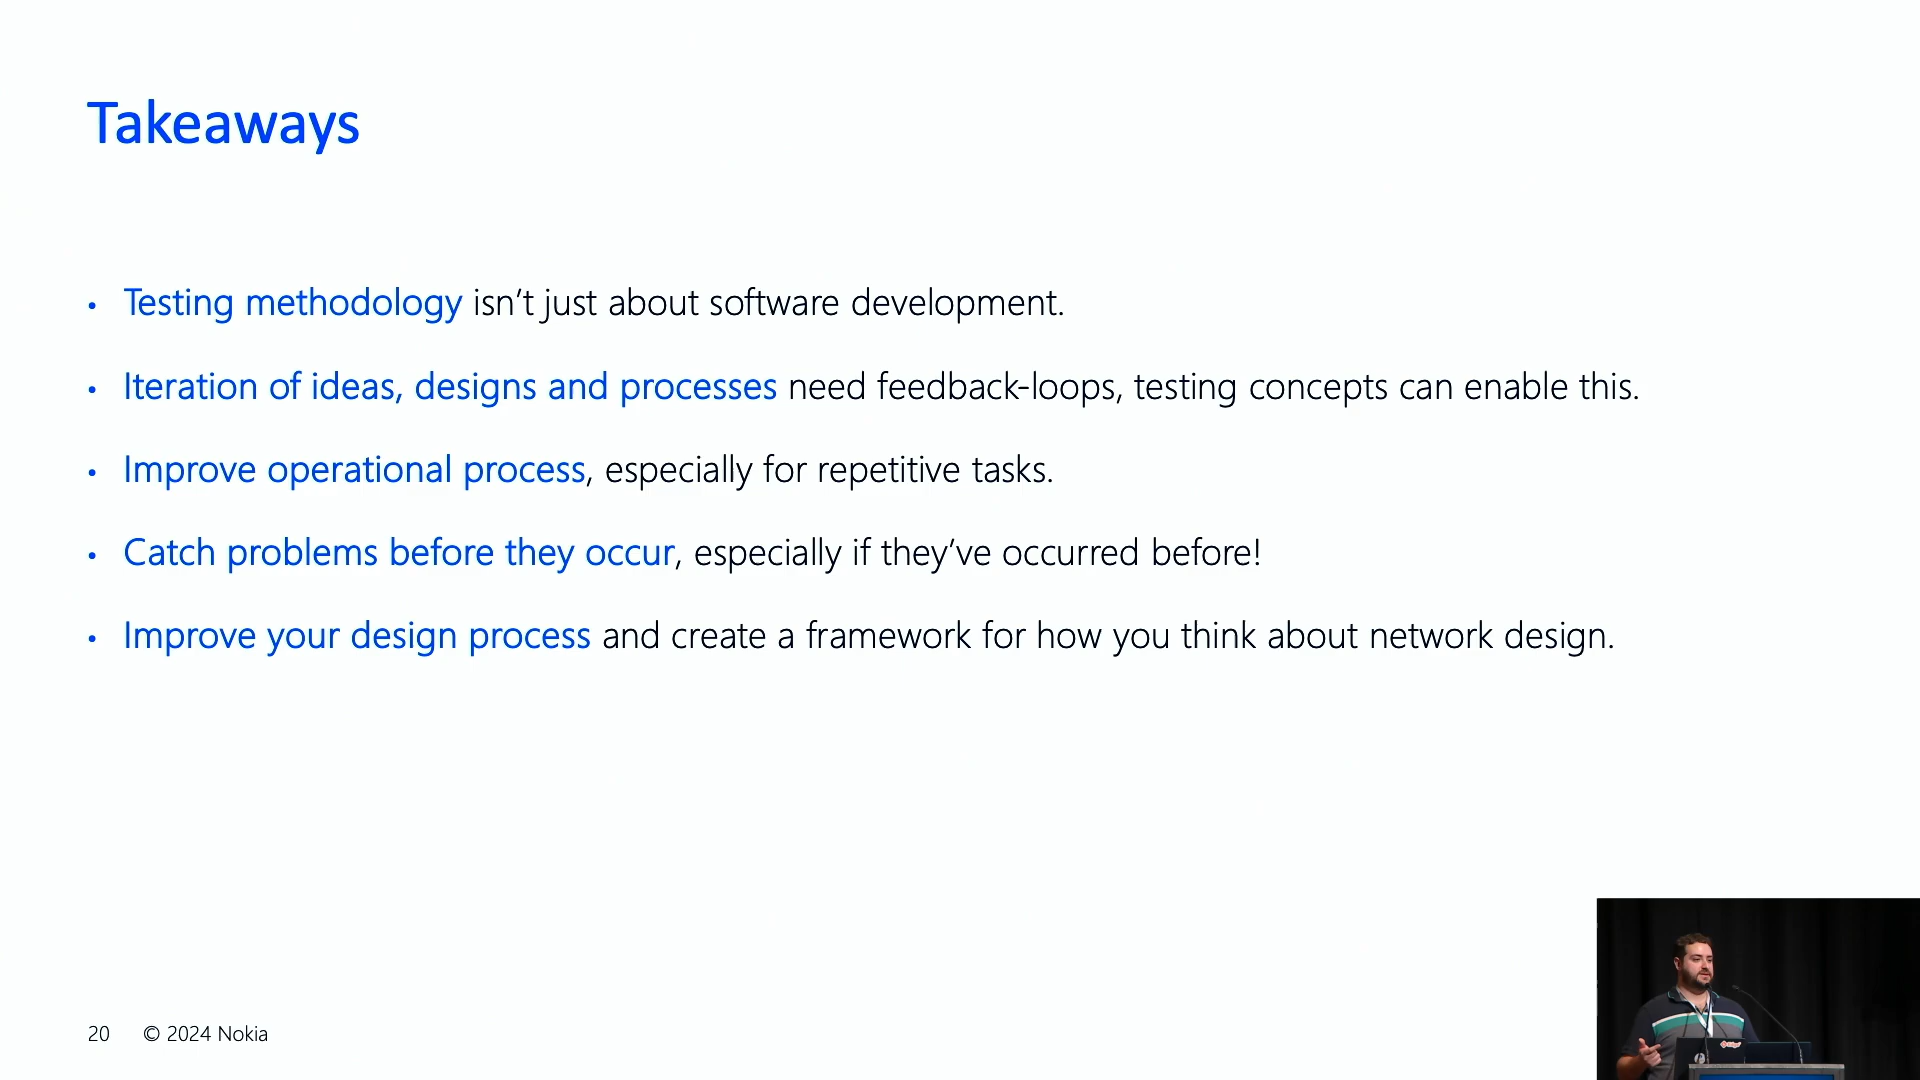 Takeaways
• Testing methodology isn’t just about software development.
• Iteration of ideas, designs and processes need feedback-loops, testing concepts can enable this.
• Improve operational process, especially for repetitive tasks.
• Catch problems before they occur, especially if they’ve occurred before!
• Improve your design process and create a framework for how you think about network design.
20 © 2024 Nokia